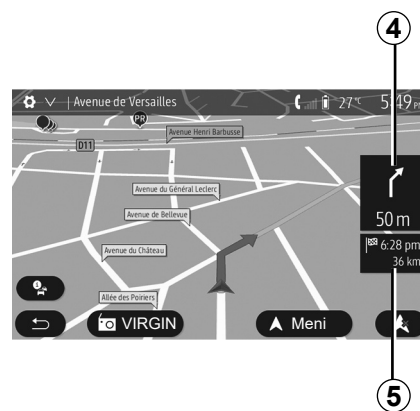 4
| Avenue de Versailles
27 °C
5:49 PM
PR
Avenue Henri Barbusse
D11
Avenue du Général Leclerc
50 m
Avenue de Bellevue
6:28 pm
36 km
Avenue du Château
Allée des Poiriers
VIRGIN
Meni
5